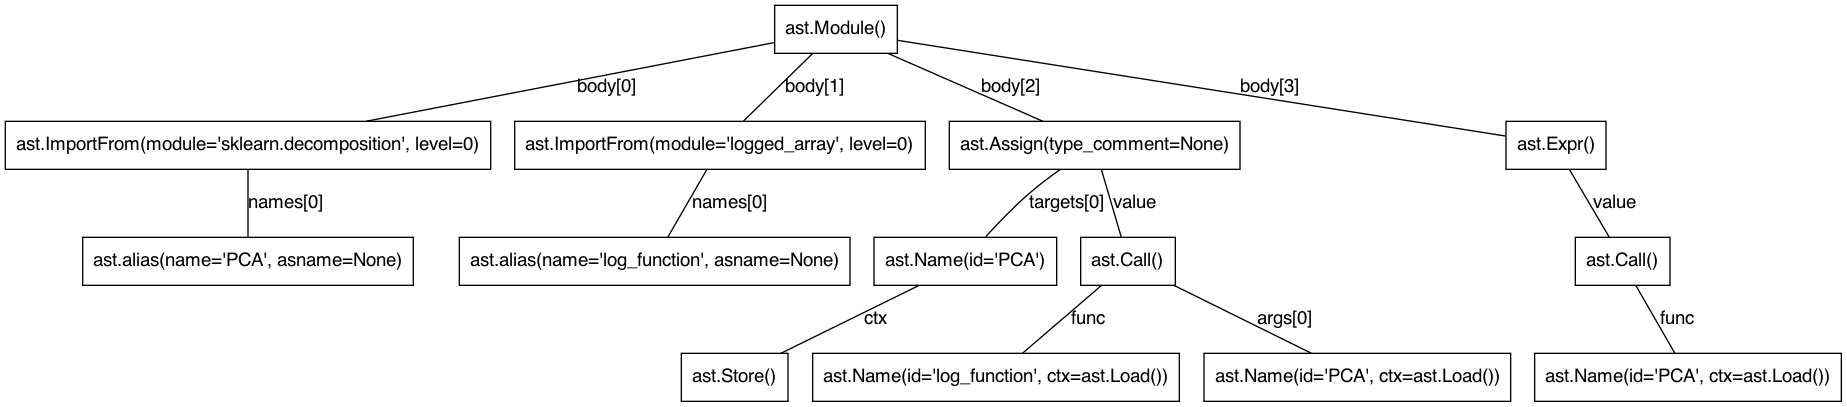 ast.Module()
body[0]
body[1]
body[2]
body[3]
ast.ImportFrom(module='sklearn.decomposition', level=0)
ast.ImportFrom(module='logged_array', level=0)
ast.Assign(type_comment=None)
ast.Expr()
names[0]
names[0]
targets[0]
value
value
ast.alias(name='PCA', asname=None)
ast.alias(name='log_function', asname=None)
ast.Name(id='PCA')
ast.Call()
ast.Call()
ctx
func
args[0]
func
ast.Store()
ast.Name(id='log_function', ctx=ast.Load())
ast.Name(id='PCA', ctx=ast.Load())
ast.Name(id='PCA', ctx=ast.Load())